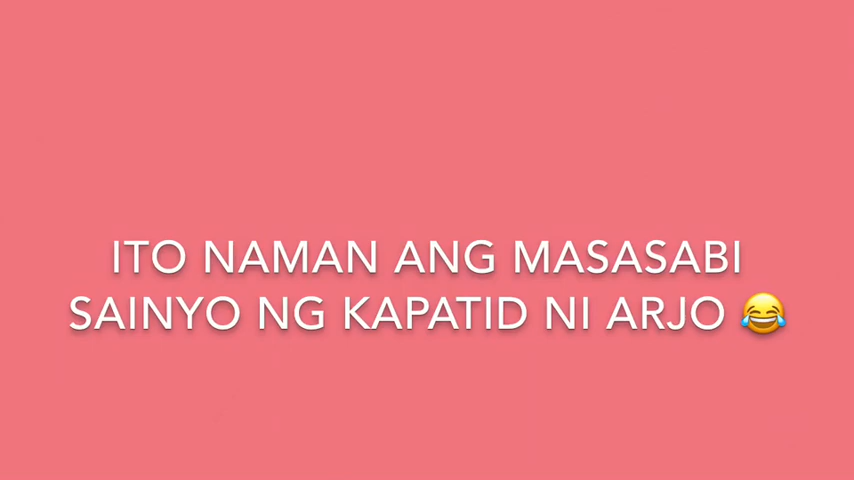 ITO NAMAN ANG MASASABI
SAINYO NG KAPATID NI ARJO 😂